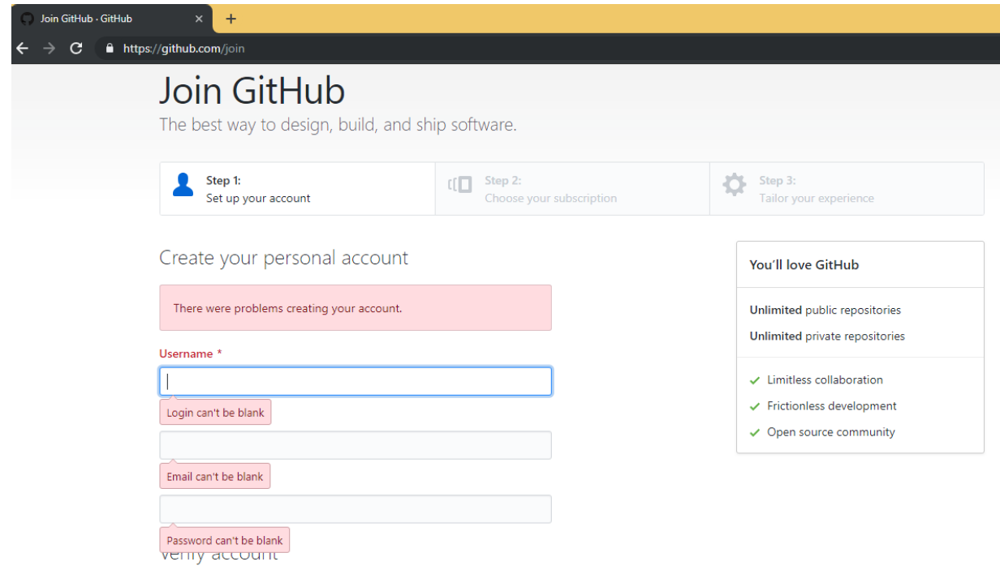 Join GitHub · GitHub
https://github.com/join
Join GitHub
The best way to design, build, and ship software.
Step 1:
Set up your account
Step 2:
Choose your subscription
Step 3:
Tailor your experience
Create your personal account
There were problems creating your account.
Username *
Login can't be blank
Email can't be blank
Password can't be blank
Verify account
You'll love GitHub
Unlimited public repositories
Unlimited private repositories
Limitless collaboration
Frictionless development
Open source community